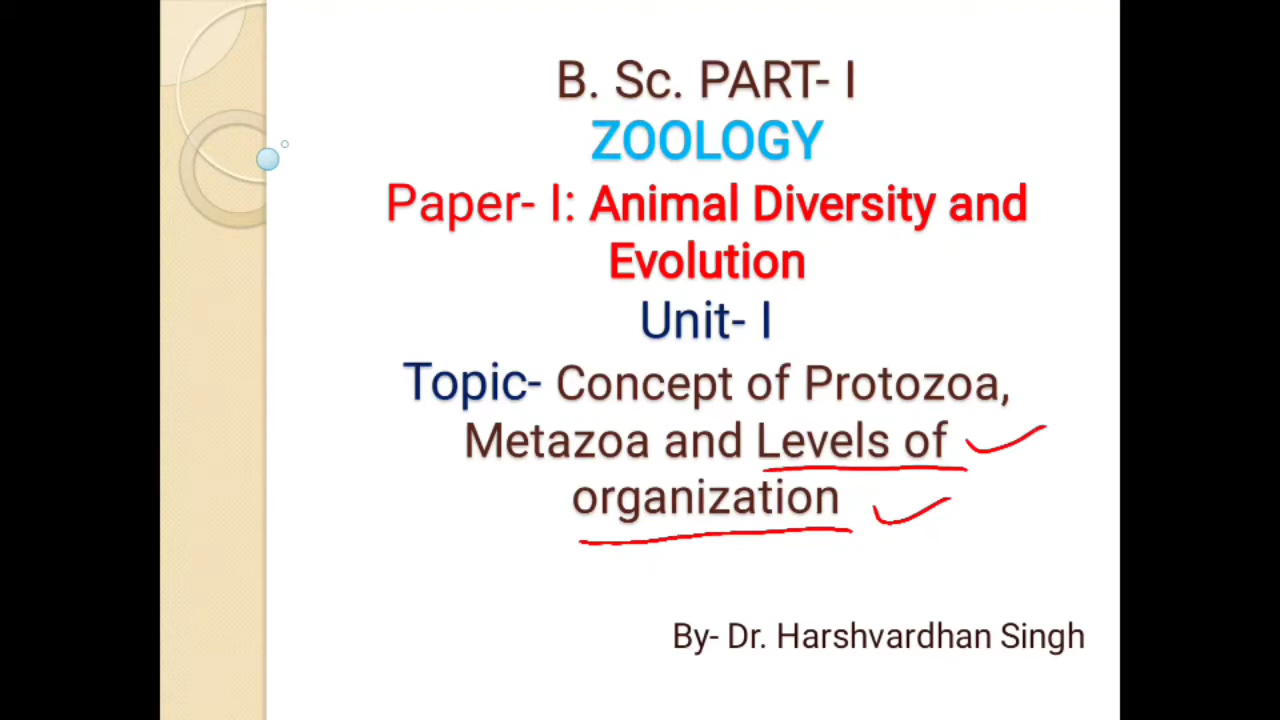 B. Sc. PART- I
ZOOLOGY
Paper- I: Animal Diversity and
Evolution
Unit- I
Topic- Concept of Protozoa,
Metazoa and Levels of
organization
By- Dr. Harshvardhan Singh